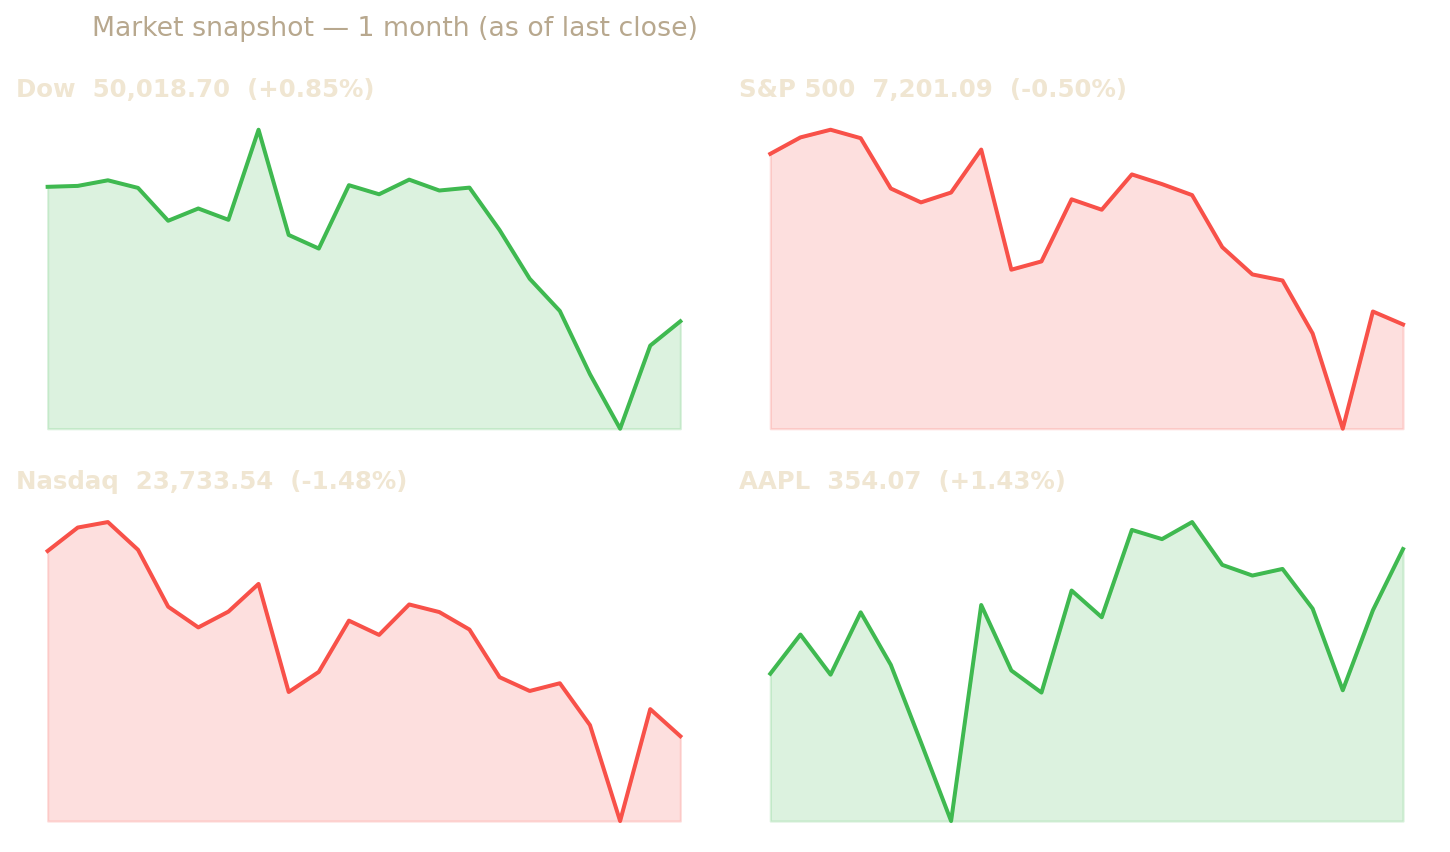 Market snapshot — 1 month (as of last close)
Dow  50,018.70  (+0.85%)
S&P 500  7,201.09  (-0.50%)
Nasdaq  23,733.54  (-1.48%)
AAPL  354.07  (+1.43%)